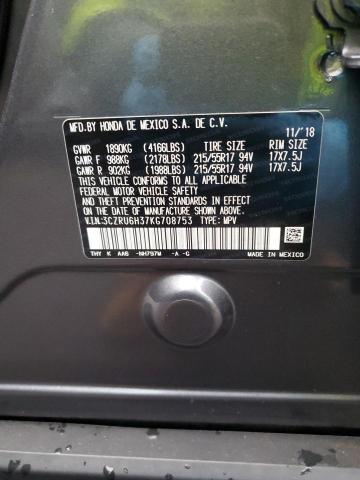 MFD.BY HONDA DE MEXICO S.A. DE C.V.
11/'18
GVWR 1890KG (4166LBS) TIRE SIZE RIM SIZE
GAWR F 988KG (2178LBS) 215/55R17 94V 17X7.5J
GAWR R 902KG (1988LBS) 215/55R17 94V 17X7.5J
THIS VEHICLE CONFORMS TO ALL APPLICABLE
FEDERAL MOTOR VEHICLE SAFETY AND
THEFT PREVENTION STANDARDS IN EFFECT ON
THE DATE OF MANUFACTURE SHOWN ABOVE.
V.I.N.:3CZRU6H37KG708753 TYPE: MPV
THY K AA6 -NH797M -A -G
MADE IN MEXICO